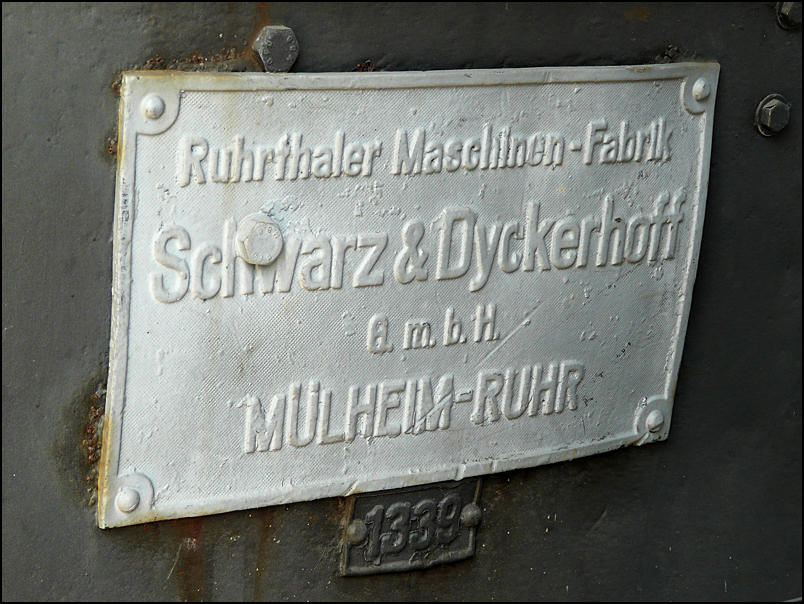 Ruhrthaler Maschinen-Fabrik
Schwarz & Dyckerhoff
G.m.b.H.
MÜLHEIM-RUHR
1339